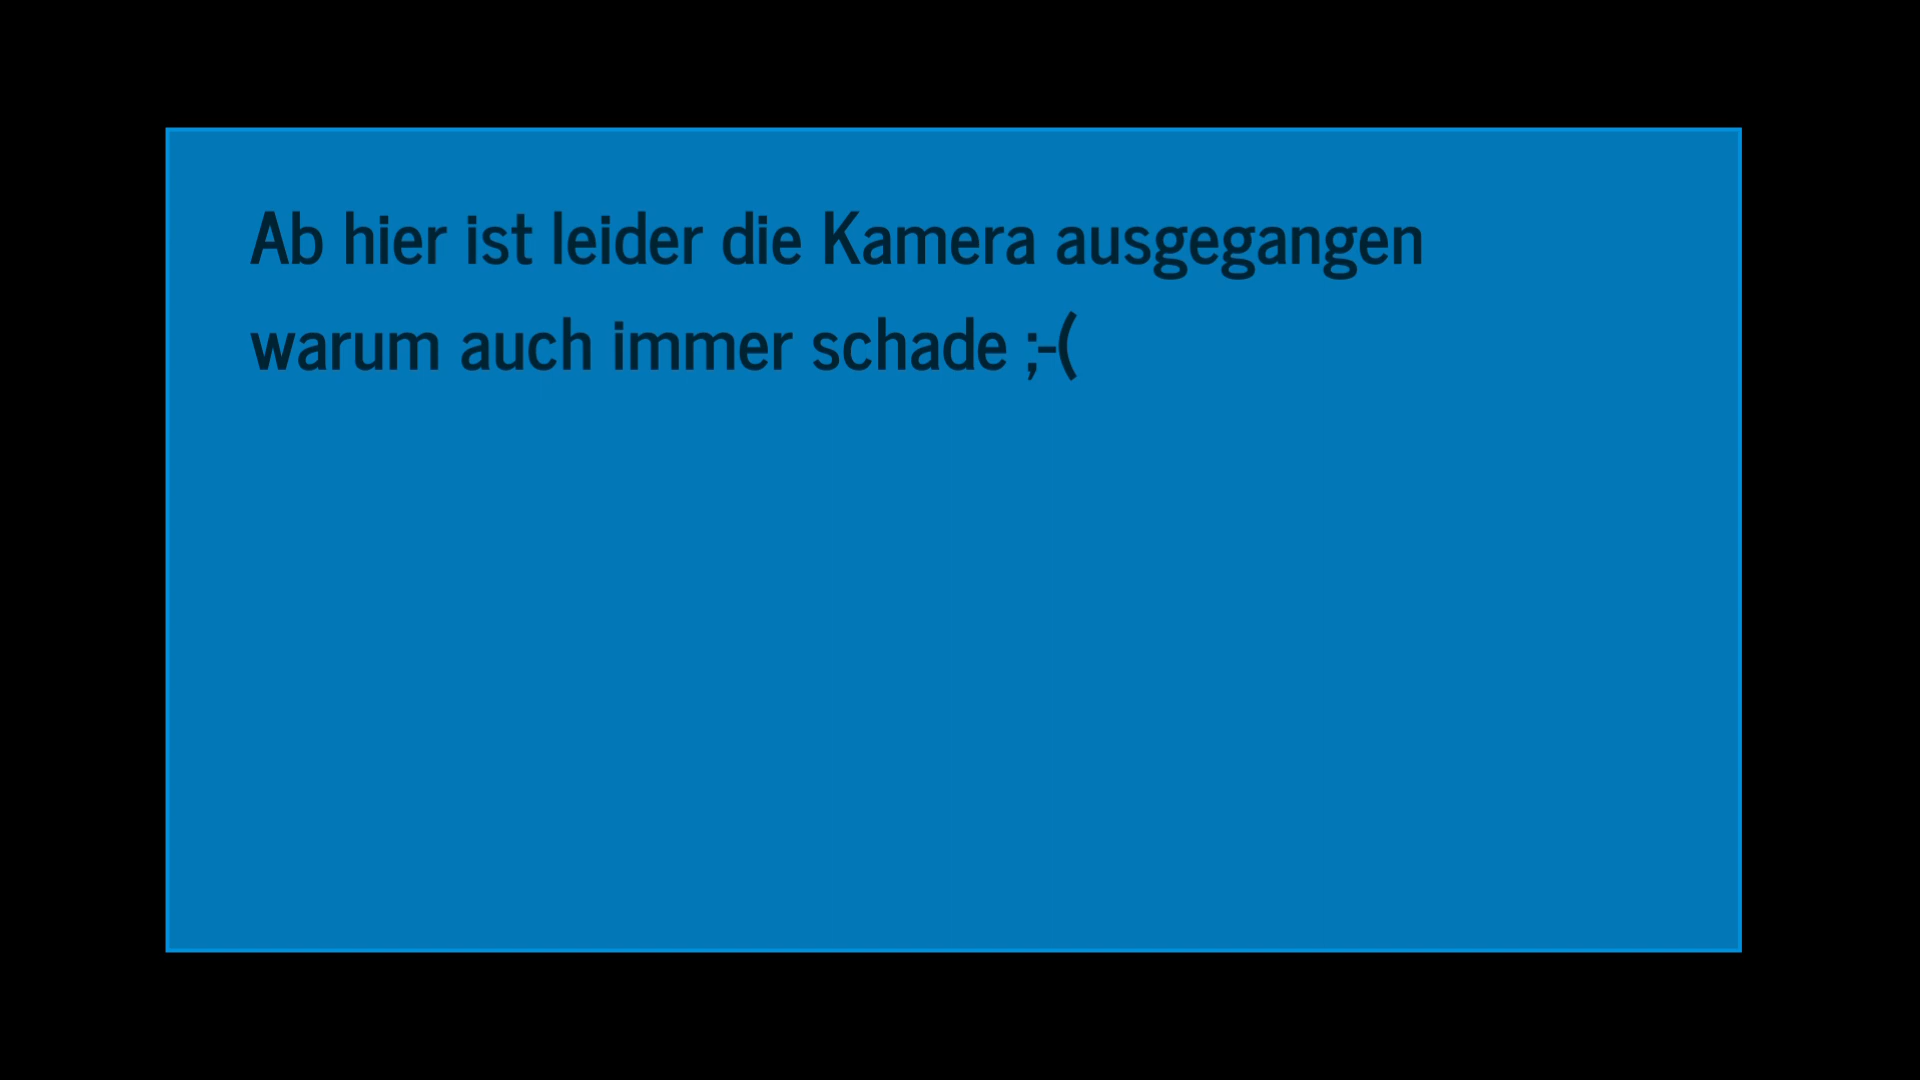 Ab hier ist leider die Kamera ausgegangen
warum auch immer schade ;-(